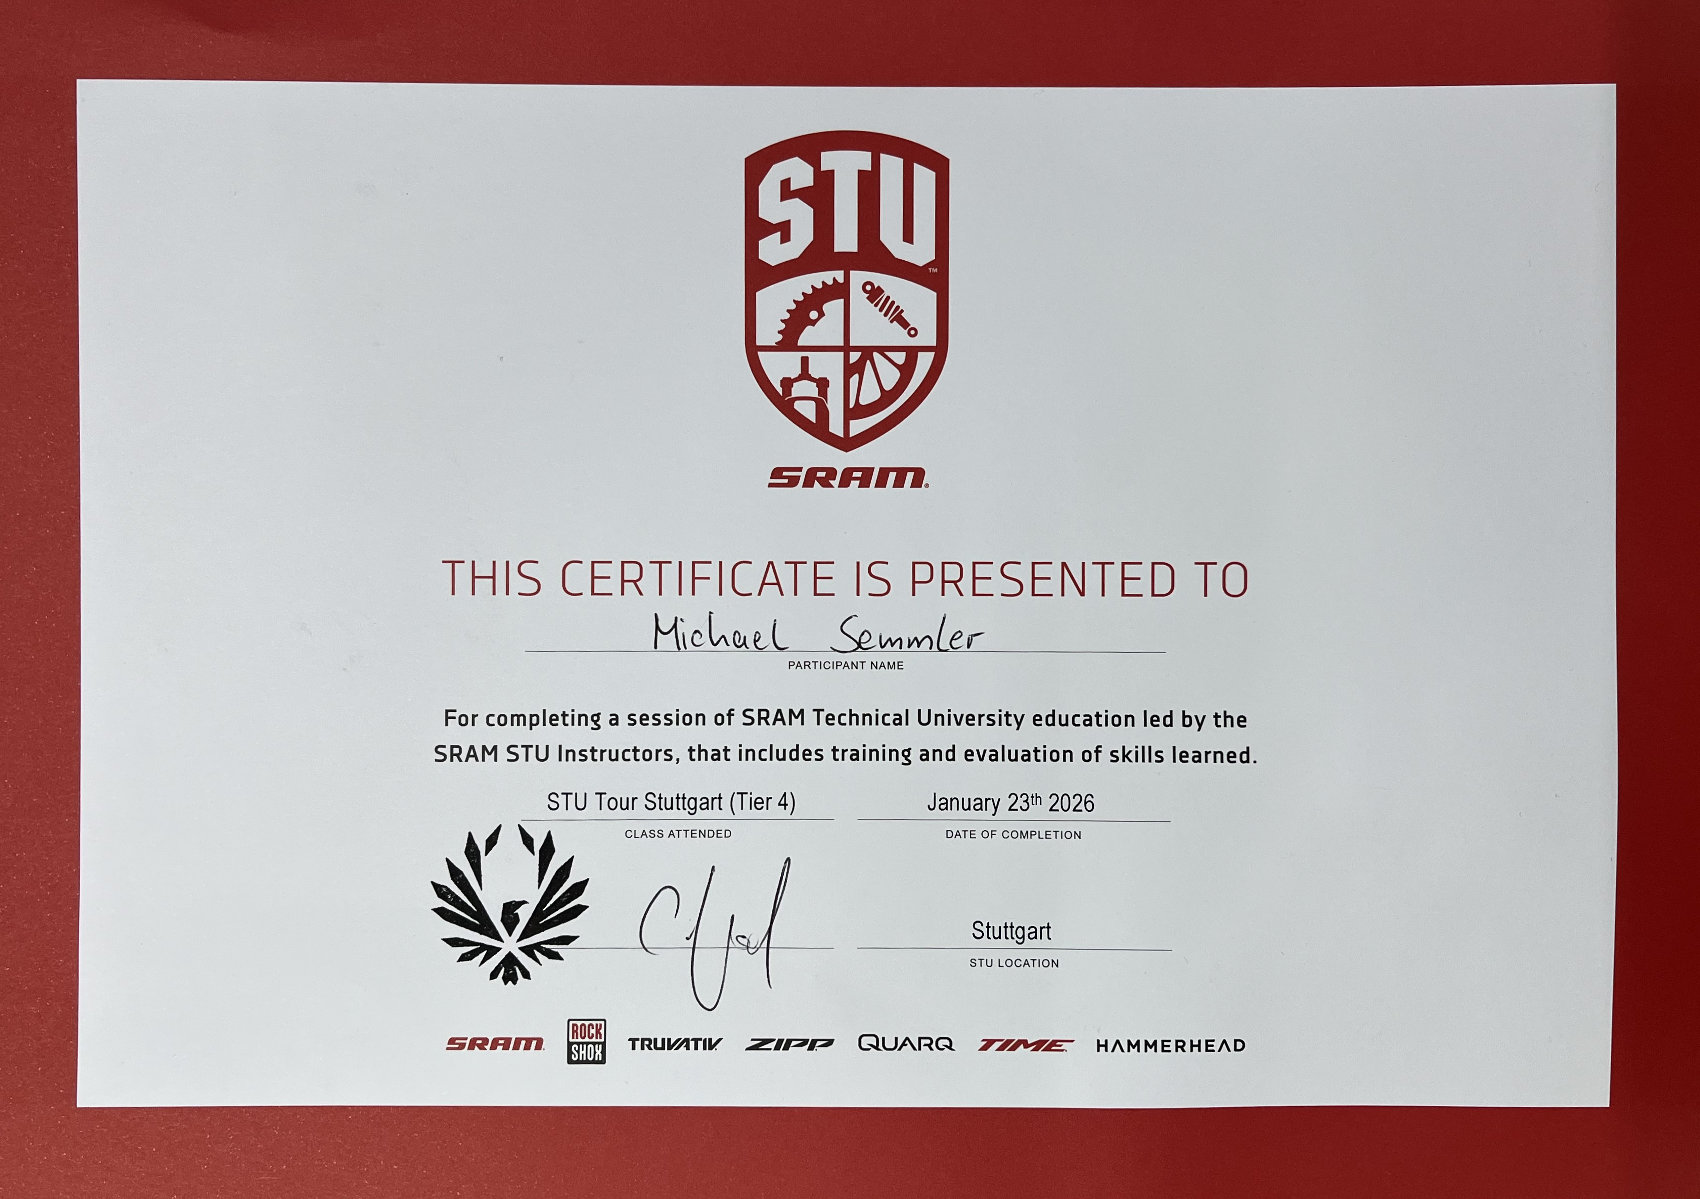 STU™
SRAM®
THIS CERTIFICATE IS PRESENTED TO
Michael Semmler
PARTICIPANT NAME
For completing a session of SRAM Technical University education led by the
SRAM STU Instructors, that includes training and evaluation of skills learned.
STU Tour Stuttgart (Tier 4) January 23th 2026
CLASS ATTENDED DATE OF COMPLETION
Stuttgart
STU LOCATION
SRAM ROCK SHOX TRUVATIV ZIPP QUARQ TIME HAMMERHEAD